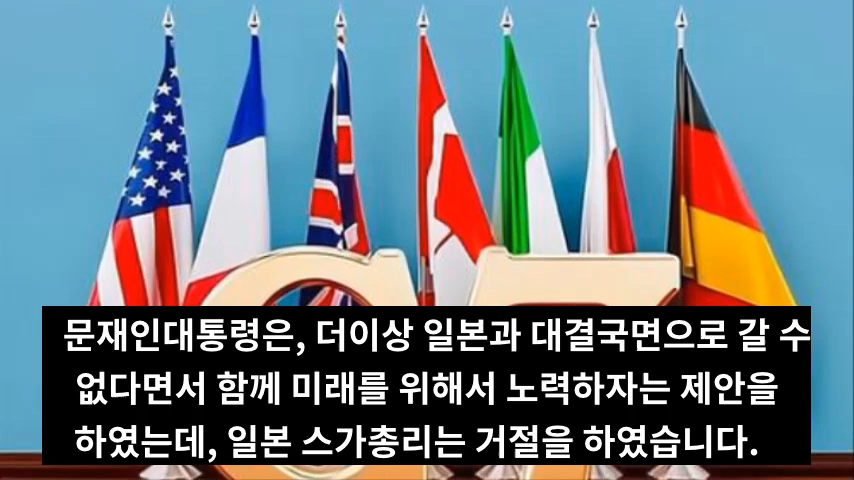 문재인대통령은, 더이상 일본과 대결국면으로 갈 수
없다면서 함께 미래를 위해서 노력하자는 제안을
하였는데, 일본 스가총리는 거절을 하였습니다.
G7